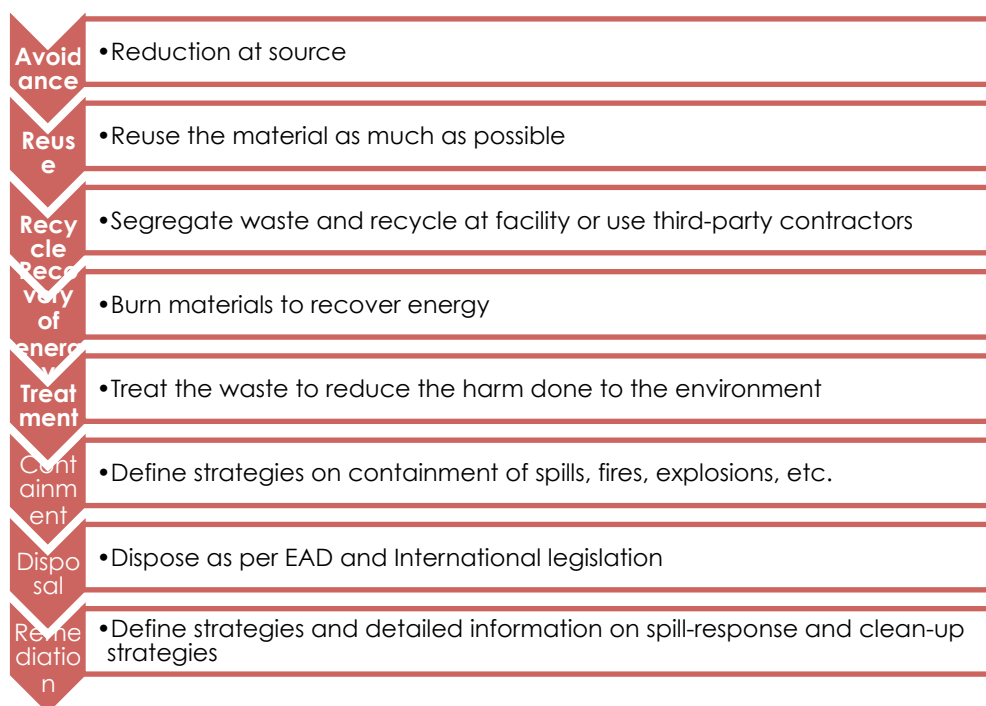 Avoid
ance
•Reduction at source
Reus
e
•Reuse the material as much as possible
Recy
cle
•Segregate waste and recycle at facility or use third-party contractors
Reco
very
of
energ
y
•Burn materials to recover energy
Treat
ment
•Treat the waste to reduce the harm done to the environment
Cont
ainm
ent
•Define strategies on containment of spills, fires, explosions, etc.
Dispo
sal
•Dispose as per EAD and International legislation
Reme
diatio
n
•Define strategies and detailed information on spill-response and clean-up
strategies